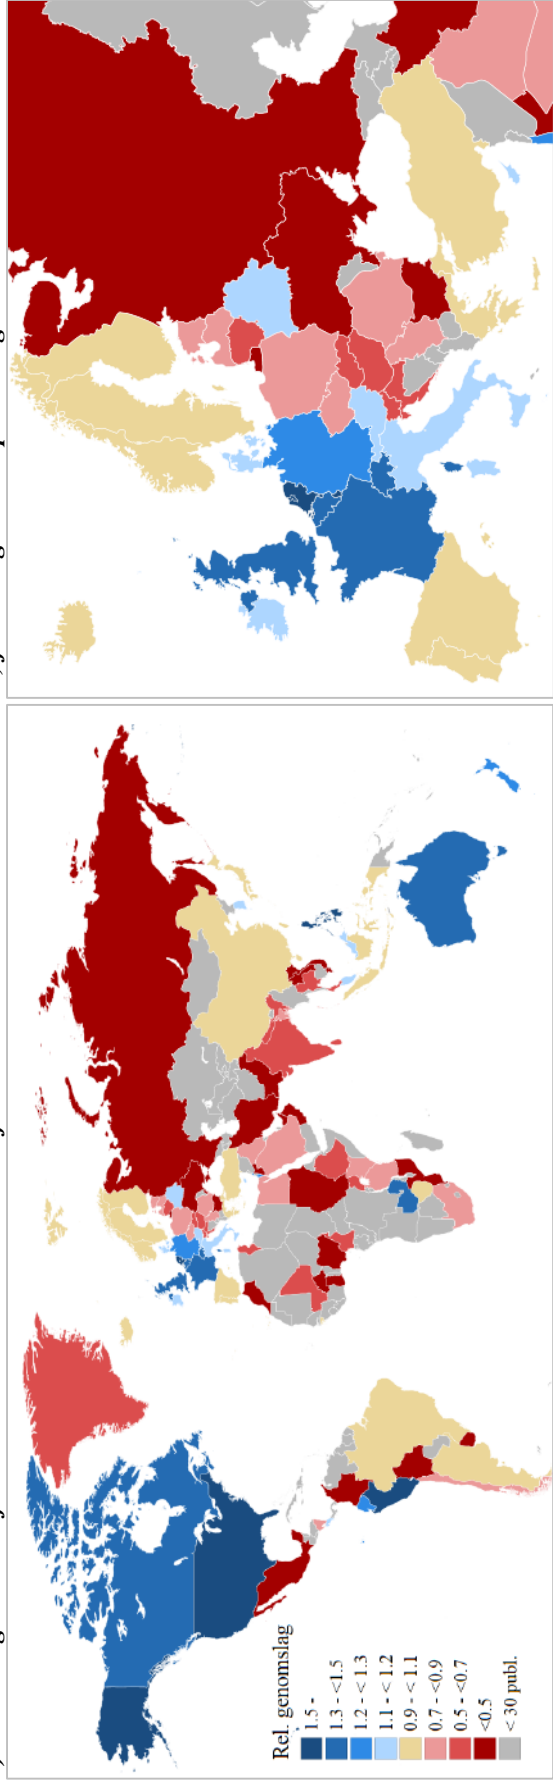 Rel. genomslag
1.5 -
1.3 - <1.5
1.2 - < 1.3
1.1 - < 1.2
0.9 - < 1.1
0.7 - <0.9
0.5 - <0.7
<0.5
< 30 publ.